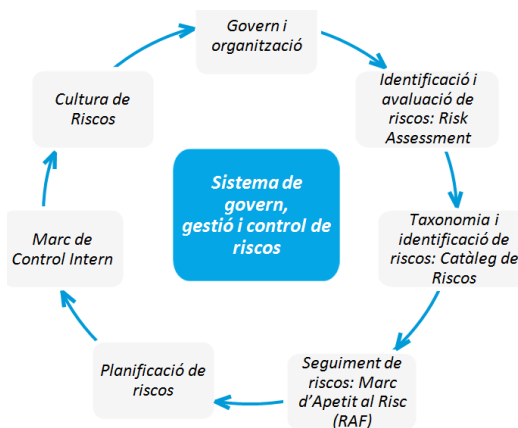 Govern i
organització
Identificació i
avaluació de
riscos: Risk
Assessment
Taxonomia i
identificació de
riscos: Catàleg de
Riscos
Seguiment de
riscos: Marc
d’Apetit al Risc
(RAF)
Planificació de
riscos
Marc de
Control Intern
Cultura de
Riscos
Sistema de
govern,
gestió i control de
riscos